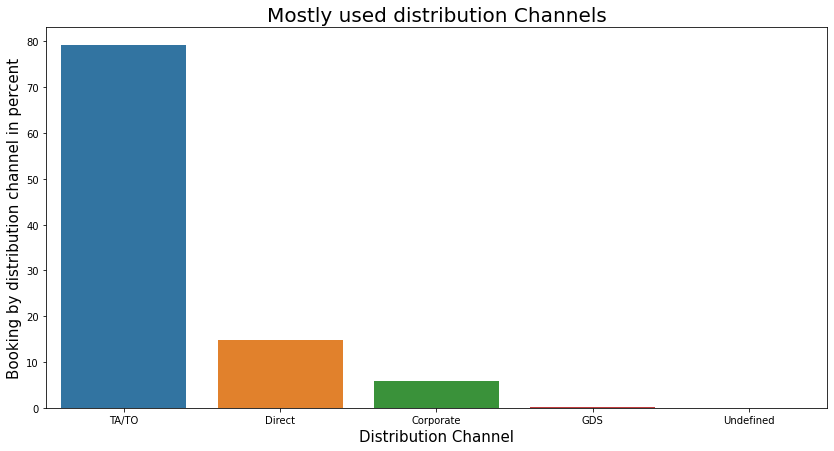 Mostly used distribution Channels
Booking by distribution channel in percent
80
70
60
50
40
30
20
10
0
TA/TO
Direct
Corporate
GDS
Undefined
Distribution Channel